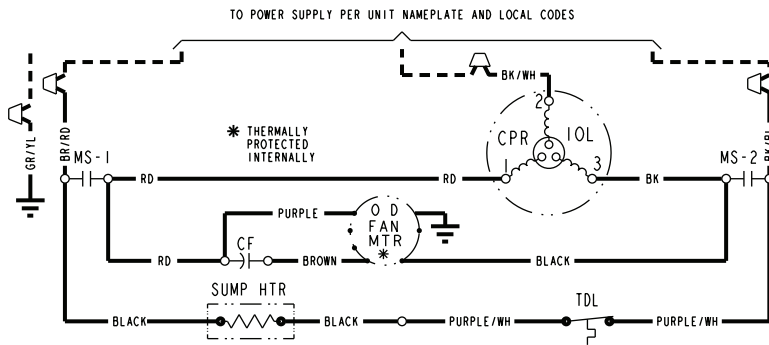 TO POWER SUPPLY PER UNIT NAMEPLATE AND LOCAL CODES
BK/WH
GR/YL
BR/RD
BK/BL
* THERMALLY
PROTECTED
INTERNALLY
2
CPR
IOL
1
3
MS-1
MS-2
RD
RD
BK
PURPLE
O D
FAN
MTR
*
CF
RD
BROWN
BLACK
SUMP HTR
TDL
BLACK
BLACK
PURPLE/WH
PURPLE/WH